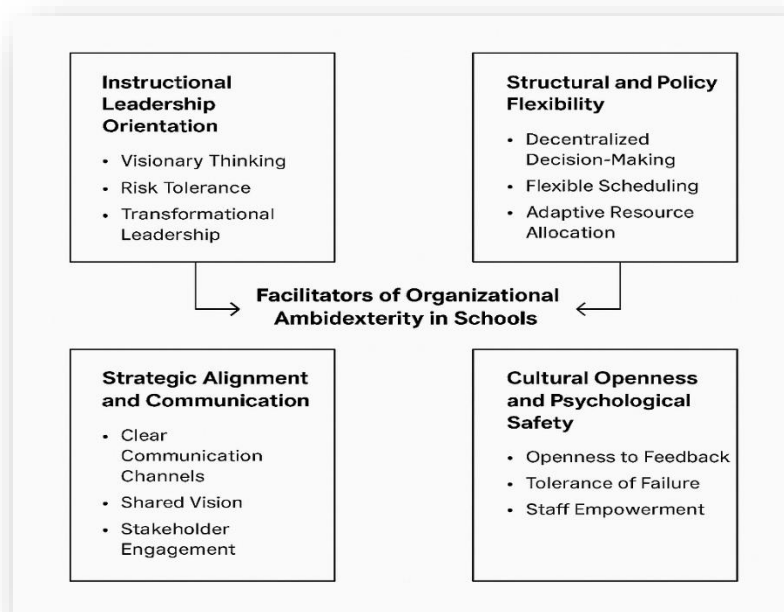 Instructional
Leadership
Orientation
• Visionary Thinking
• Risk Tolerance
• Transformational
Leadership
Structural and Policy
Flexibility
• Decentralized
Decision-Making
• Flexible Scheduling
• Adaptive Resource
Allocation
Facilitators of Organizational
Ambidexterity in Schools
Strategic Alignment
and Communication
• Clear
Communication
Channels
• Shared Vision
• Stakeholder
Engagement
Cultural Openness
and Psychological
Safety
• Openness to Feedback
• Tolerance of Failure
• Staff Empowerment